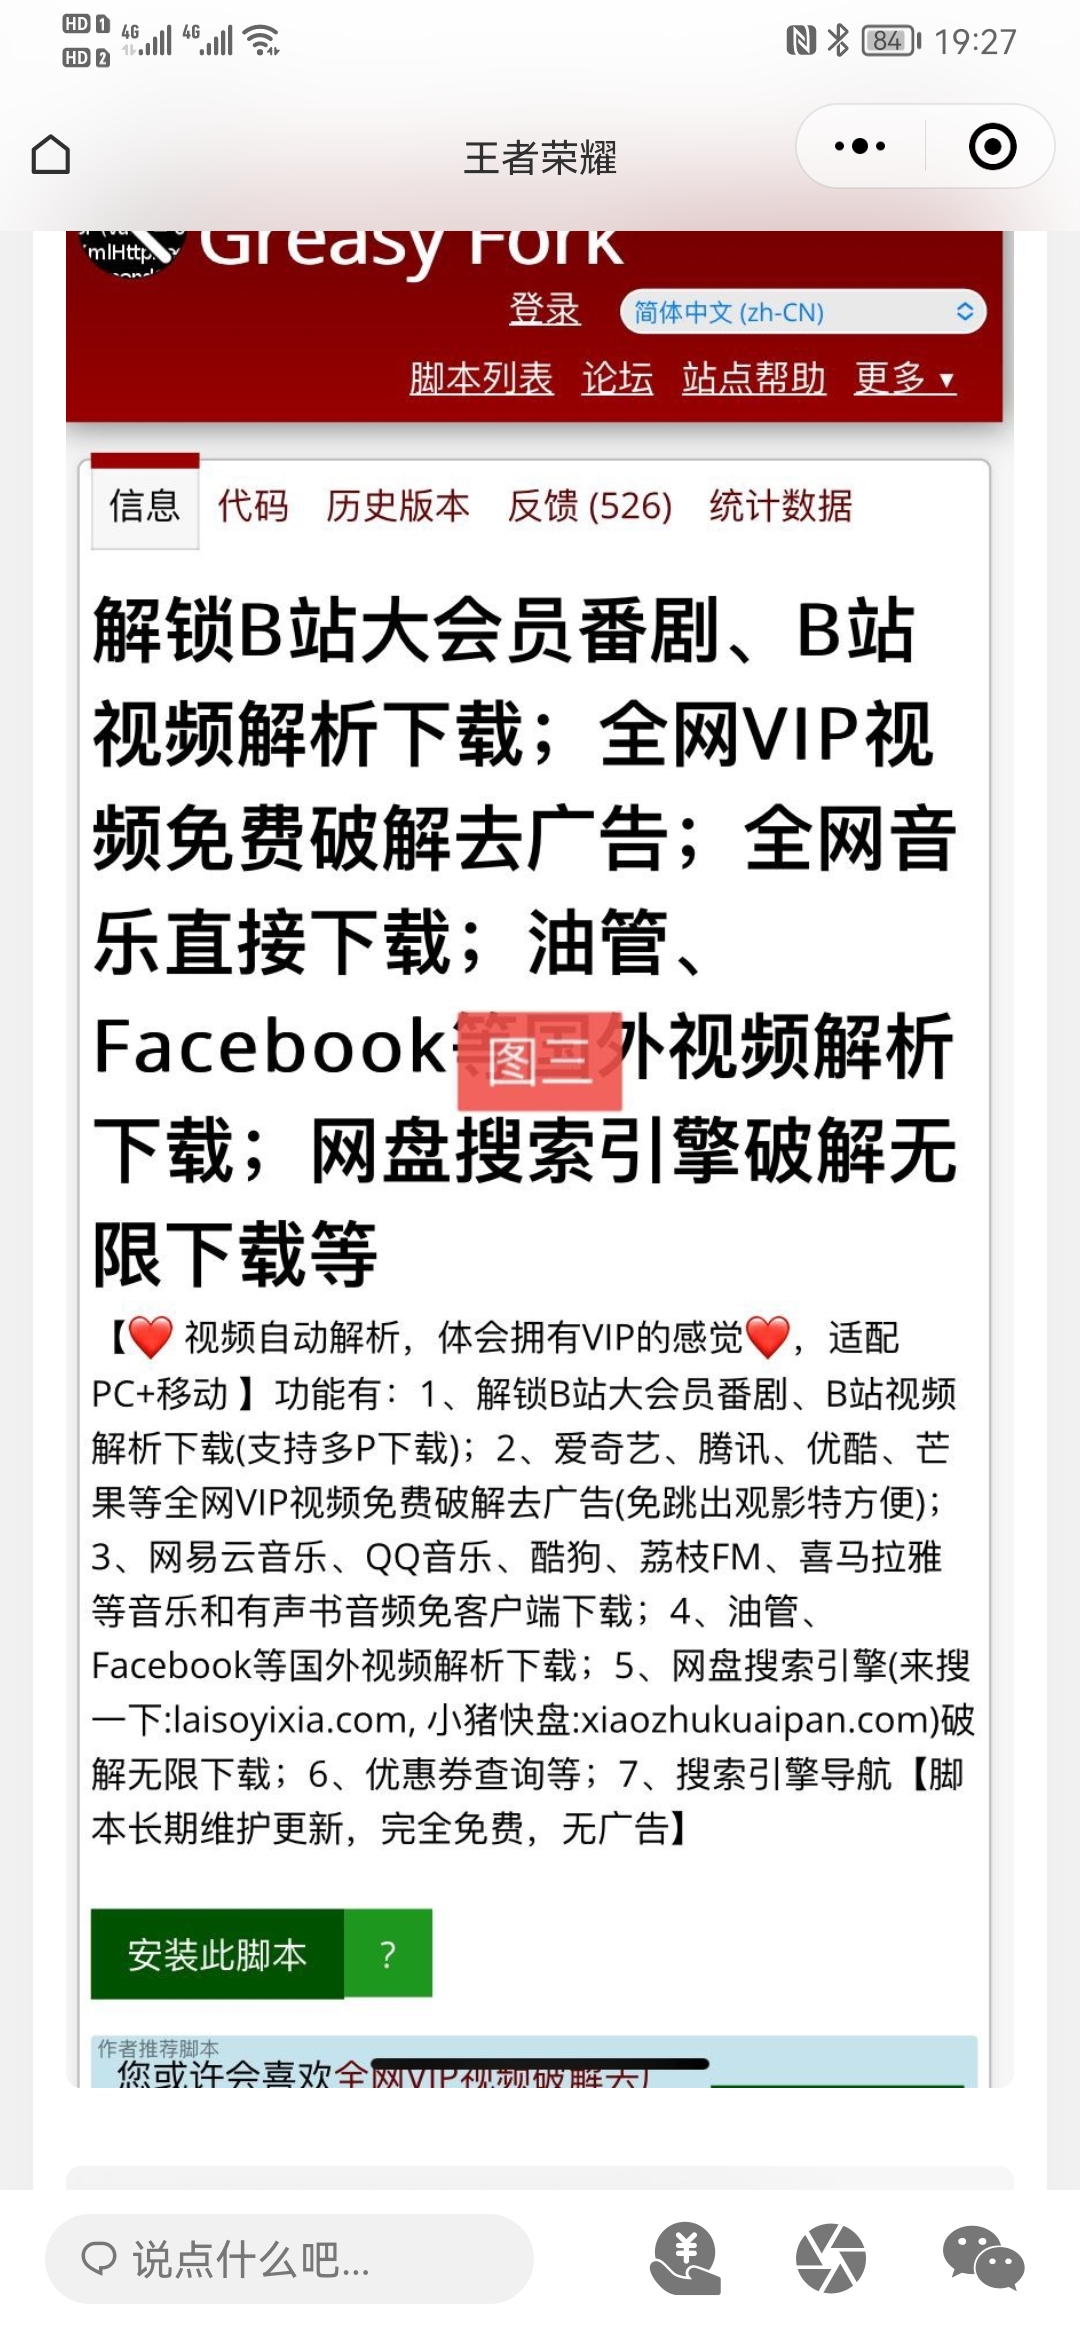 HD 1 4G 4G
HD 2
84 19:27
王者荣耀
Greasy Fork
登录 简体中文 (zh-CN)
脚本列表 论坛 站点帮助 更多 ▼
信息 代码 历史版本 反馈 (526) 统计数据
解锁B站大会员番剧、B站
视频解析下载；全网VIP视
频免费破解去广告；全网音
乐直接下载；油管、
Facebook等国外视频解析
图三
下载；网盘搜索引擎破解无
限下载等
【❤️ 视频自动解析，体会拥有VIP的感觉❤️，适配
PC+移动 】功能有：1、解锁B站大会员番剧、B站视频
解析下载(支持多P下载)；2、爱奇艺、腾讯、优酷、芒
果等全网VIP视频免费破解去广告(免跳出观影特方便)；
3、网易云音乐、QQ音乐、酷狗、荔枝FM、喜马拉雅
等音乐和有声书音频免客户端下载；4、油管、
Facebook等国外视频解析下载；5、网盘搜索引擎(来搜
一下:laisoyixia.com, 小猪快盘:xiaozhukuaipan.com)破
解无限下载；6、优惠券查询等；7、搜索引擎导航【脚
本长期维护更新，完全免费，无广告】
安装此脚本 ?
作者推荐脚本
您或许会喜欢全网VIP视频破解去广
说点什么吧...